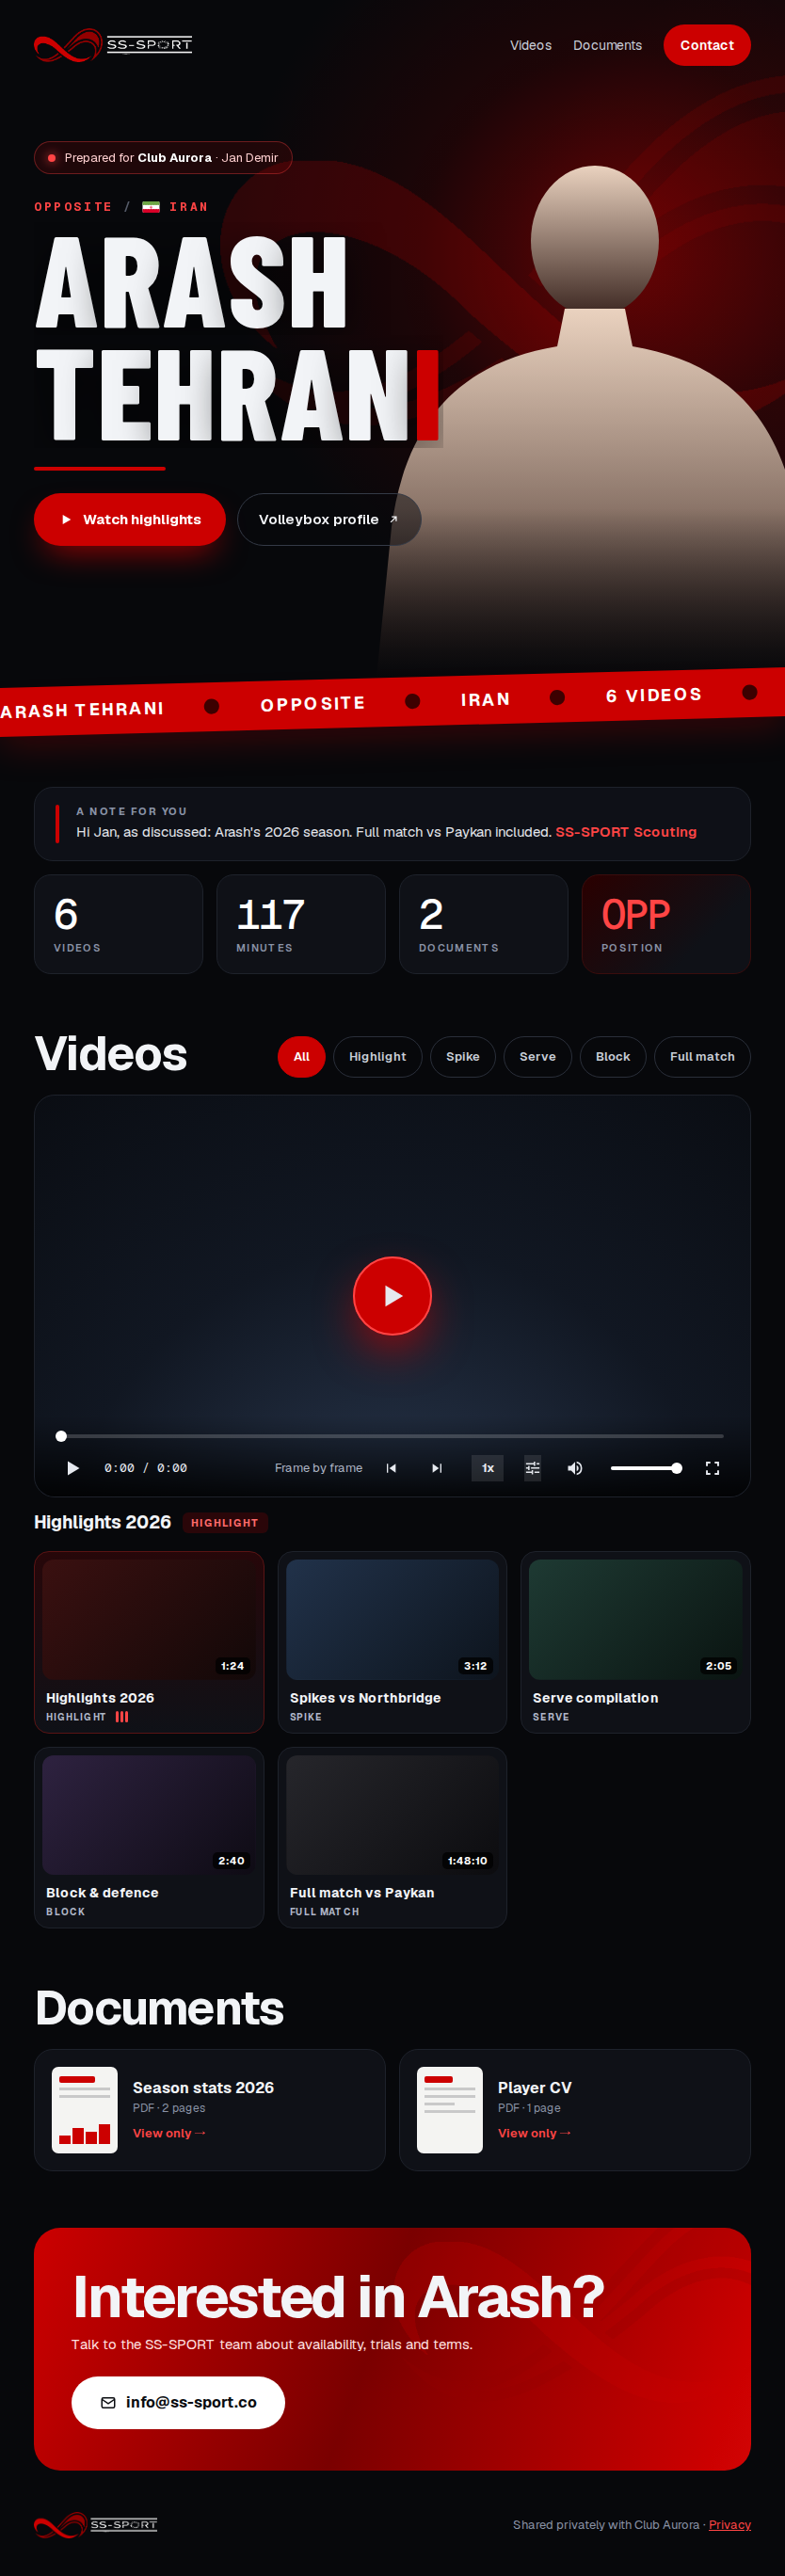 SS-SPORT
Videos Documents Contact
Prepared for Club Aurora · Jan Demir
OPPOSITE / IRAN
ARASH
TEHRANI
Watch highlights Volleybox profile ↗
ARASH TEHRANI OPPOSITE IRAN 6 VIDEOS
A NOTE FOR YOU
Hi Jan, as discussed: Arash's 2026 season. Full match vs Paykan included. SS-SPORT Scouting
6 117 2 OPP
VIDEOS MINUTES DOCUMENTS POSITION
Videos
All Highlight Spike Serve Block Full match
0:00 / 0:00 Frame by frame 1x
Highlights 2026 HIGHLIGHT
1:24 3:12 2:05
Highlights 2026 Spikes vs Northbridge Serve compilation
HIGHLIGHT SPIKE SERVE
2:40 1:48:10
Block & defence Full match vs Paykan
BLOCK FULL MATCH
Documents
Season stats 2026 Player CV
PDF · 2 pages PDF · 1 page
View only → View only →
Interested in Arash?
Talk to the SS-SPORT team about availability, trials and terms.
info@ss-sport.co
SS-SPORT Shared privately with Club Aurora · Privacy